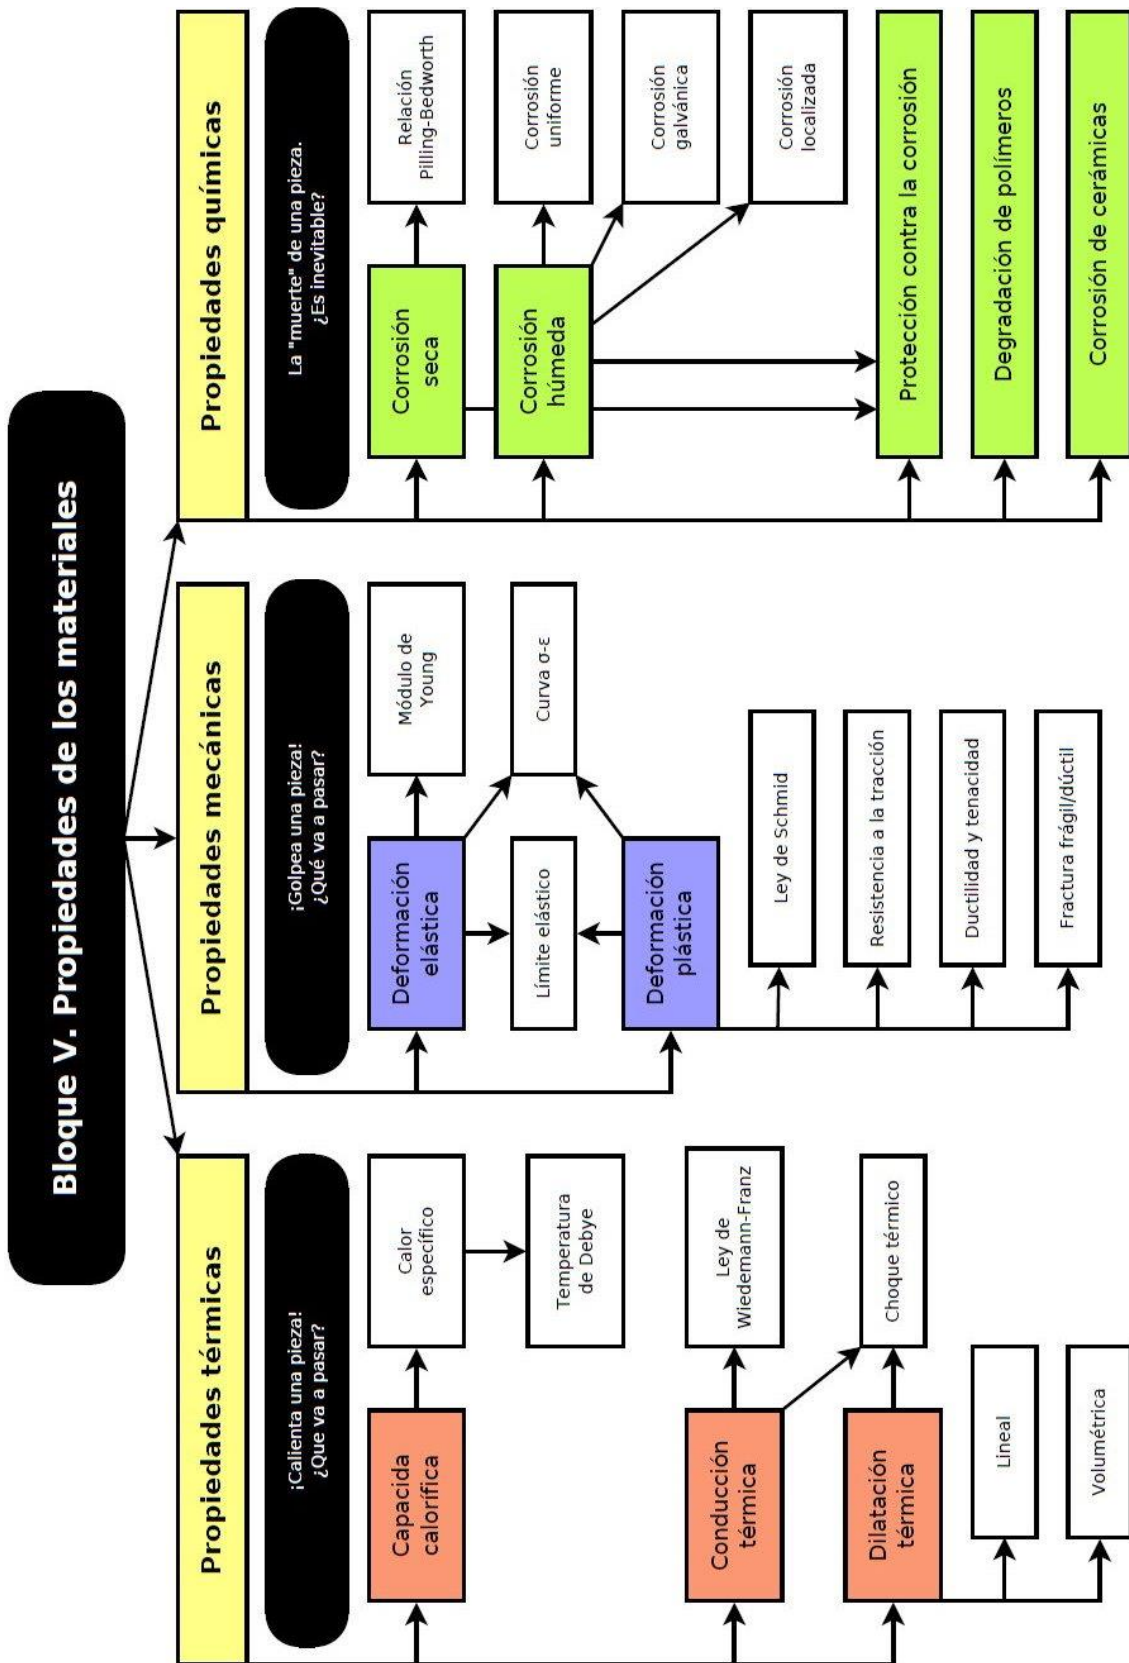 Bloque V. Propiedades de los materiales
Propiedades térmicas
¡Calienta una pieza!
¿Que va a pasar?
Capacida
calorífica
Calor
específico
Temperatura
de Debye
Conducción
térmica
Ley de
Wiedemann-Franz
Dilatación
térmica
Choque térmico
Lineal
Volumétrica
Propiedades mecánicas
¡Golpea una pieza!
¿Qué va a pasar?
Deformación
elástica
Módulo de
Young
Límite elástico
Curva σ-ε
Deformación
plástica
Ley de Schmid
Resistencia a la tracción
Ductilidad y tenacidad
Fractura frágil/dúctil
Propiedades químicas
La "muerte" de una pieza.
¿Es inevitable?
Corrosión
seca
Relación
Pilling-Bedworth
Corrosión
húmeda
Corrosión
uniforme
Corrosión
galvánica
Corrosión
localizada
Protección contra la corrosión
Degradación de polímeros
Corrosión de cerámicas